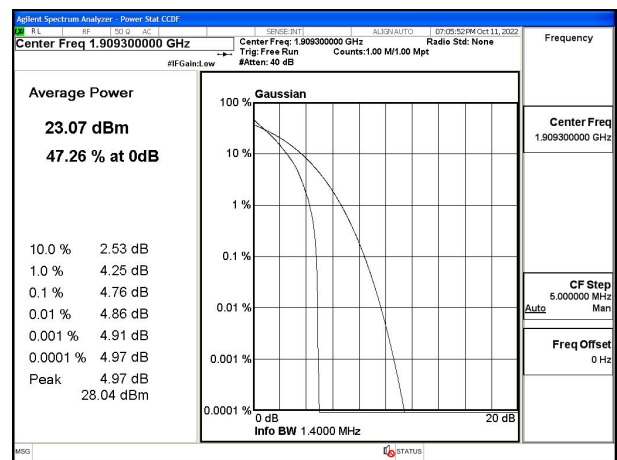 Agilent Spectrum Analyzer - Power Stat CCDF
LXI RL RF 50 Ω AC SENSE:INT ALIGN AUTO 07:05:52 PM Oct 11, 2022
Center Freq 1.909300000 GHz
Center Freq: 1.909300000 GHz Radio Std: None
Trig: Free Run Counts:1.00 M/1.00 Mpt
#IFGain:Low #Atten: 40 dB
Frequency
Average Power
23.07 dBm
47.26 % at 0dB
10.0 % 2.53 dB
1.0 % 4.25 dB
0.1 % 4.76 dB
0.01 % 4.86 dB
0.001 % 4.91 dB
0.0001 % 4.97 dB
Peak 4.97 dB
28.04 dBm
Gaussian
100 %
10 %
1 %
0.1 %
0.01 %
0.001 %
0.0001 %
0 dB 20 dB
Info BW 1.4000 MHz
Center Freq
1.909300000 GHz
CF Step
5.000000 MHz
Auto Man
Freq Offset
0 Hz
MSG STATUS